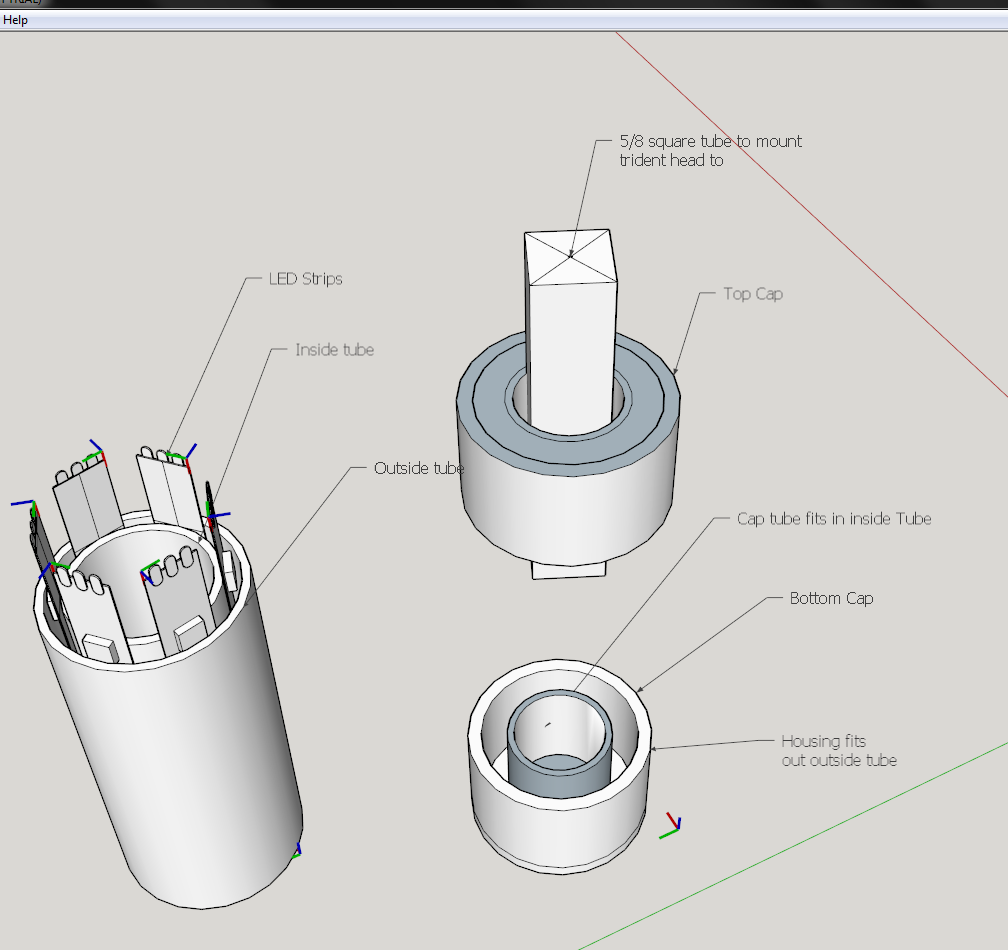 Help
5/8 square tube to mount
trident head to
LED Strips
Top Cap
Inside tube
Outside tube
Cap tube fits in inside Tube
Bottom Cap
Housing fits
out outside tube